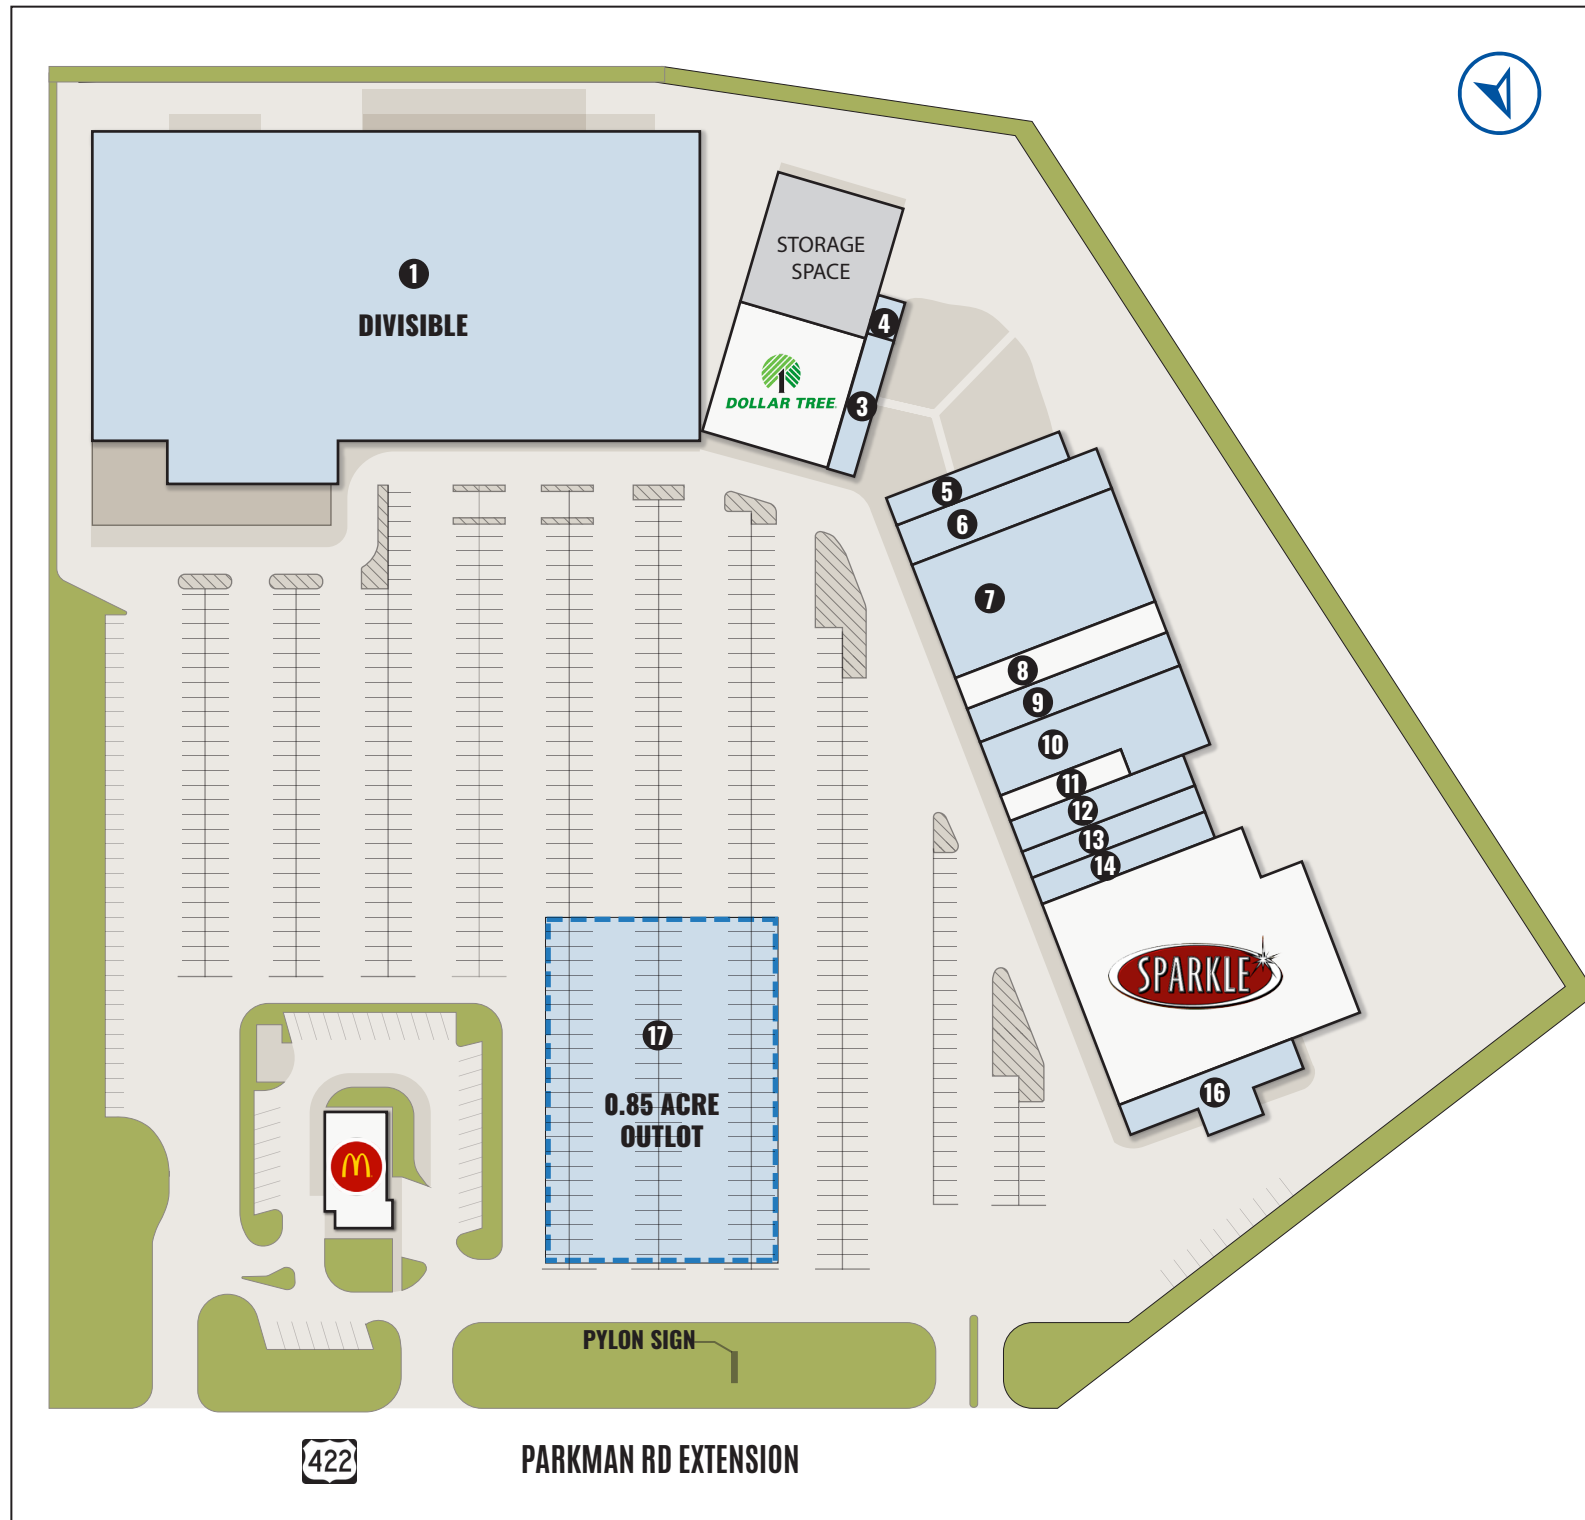 1
DIVISIBLE
STORAGE
SPACE
4
DOLLAR TREE
3
5
6
7
8
9
10
11
12
13
14
SPARKLE
16
17
0.85 ACRE
OUTLOT
M
PYLON SIGN
422
PARKMAN RD EXTENSION